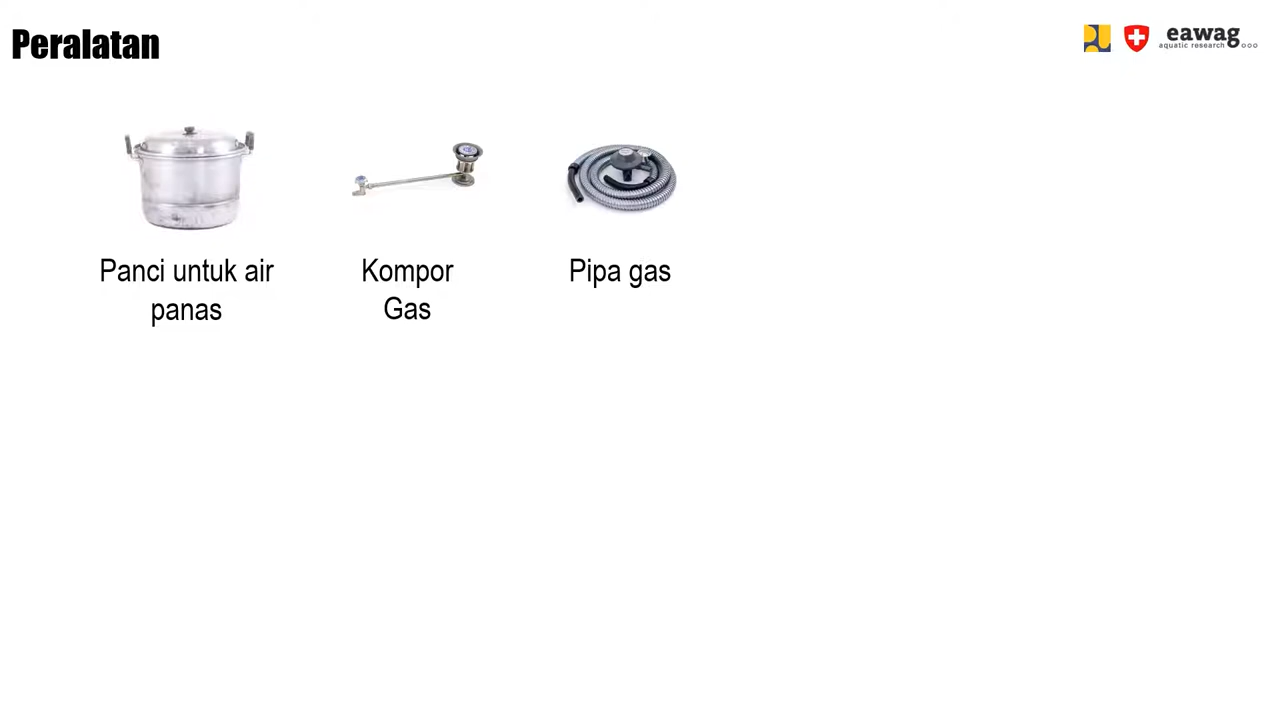 Peralatan
eawag
aquatic research
Panci untuk air
panas
Kompor
Gas
Pipa gas